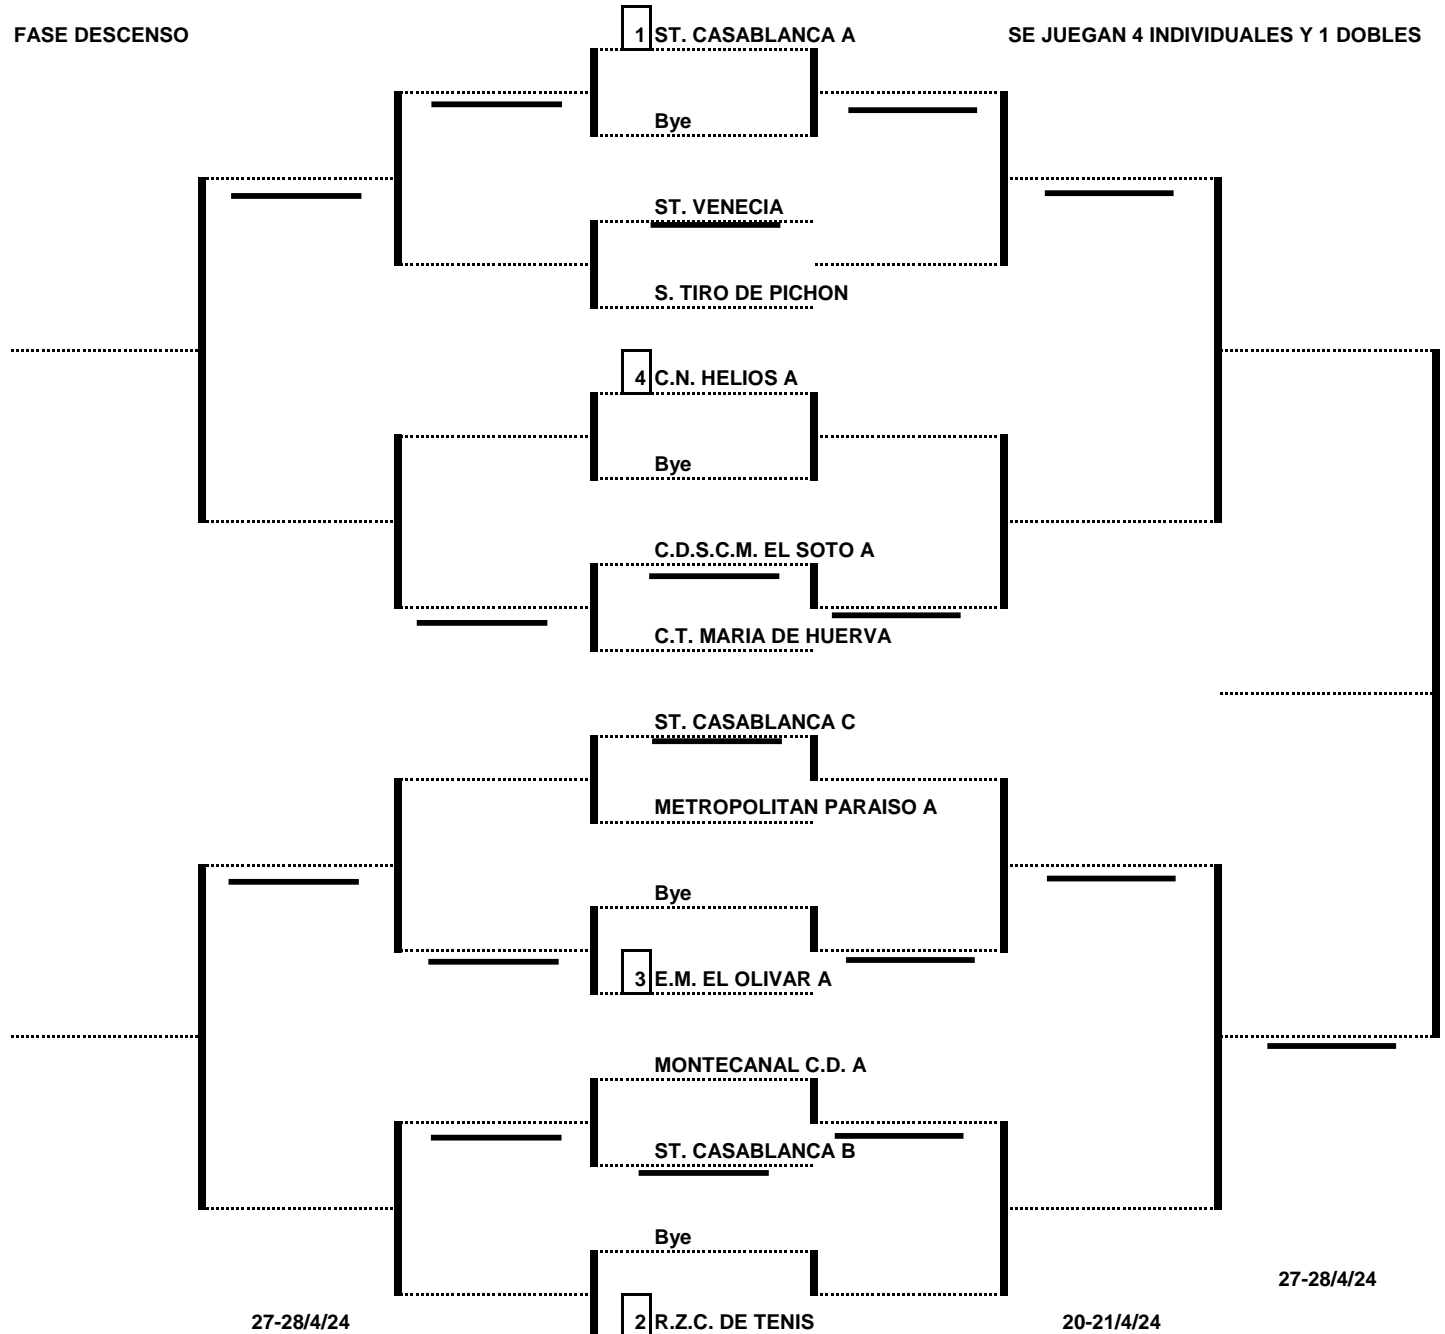 FASE DESCENSO
1 ST. CASABLANCA A
SE JUEGAN 4 INDIVIDUALES Y 1 DOBLES
Bye
ST. VENECIA
S. TIRO DE PICHON
4 C.N. HELIOS A
Bye
C.D.S.C.M. EL SOTO A
C.T. MARIA DE HUERVA
ST. CASABLANCA C
METROPOLITAN PARAISO A
Bye
3 E.M. EL OLIVAR A
MONTECANAL C.D. A
ST. CASABLANCA B
Bye
27-28/4/24
27-28/4/24
2 R.Z.C. DE TENIS
20-21/4/24